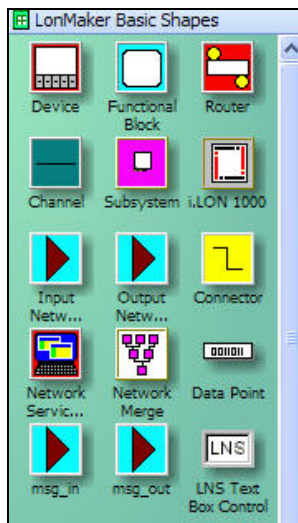 LonMaker Basic Shapes
Device
Functional
Block
Router
Channel
Subsystem
i.LON 1000
Input
Netw...
Output
Netw...
Connector
Network
Servic...
Network
Merge
Data Point
msg_in
msg_out
LNS
LNS Text
Box Control